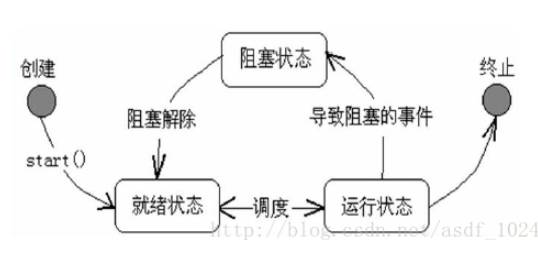 创建
阻塞状态
终止
阻塞解除
导致阻塞的事件
start()
就绪状态
调度
运行状态
http://blog.csdn.net/asdf_1024